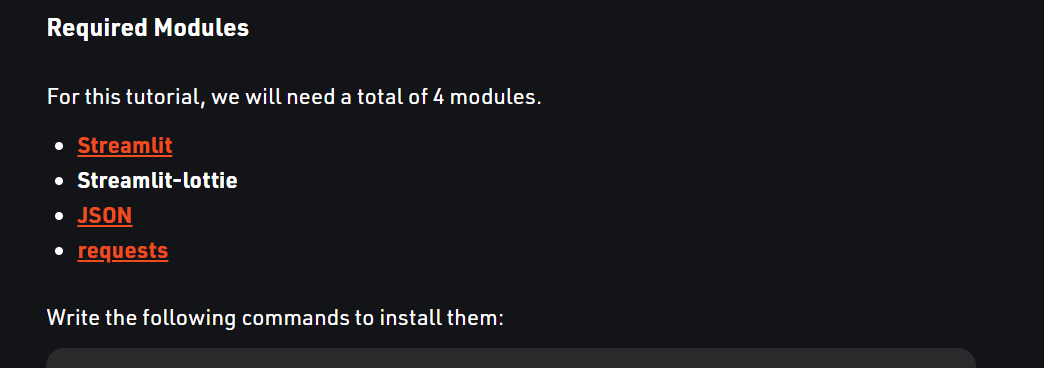 Required Modules
For this tutorial, we will need a total of 4 modules.
• Streamlit
• Streamlit-lottie
• JSON
• requests
Write the following commands to install them: